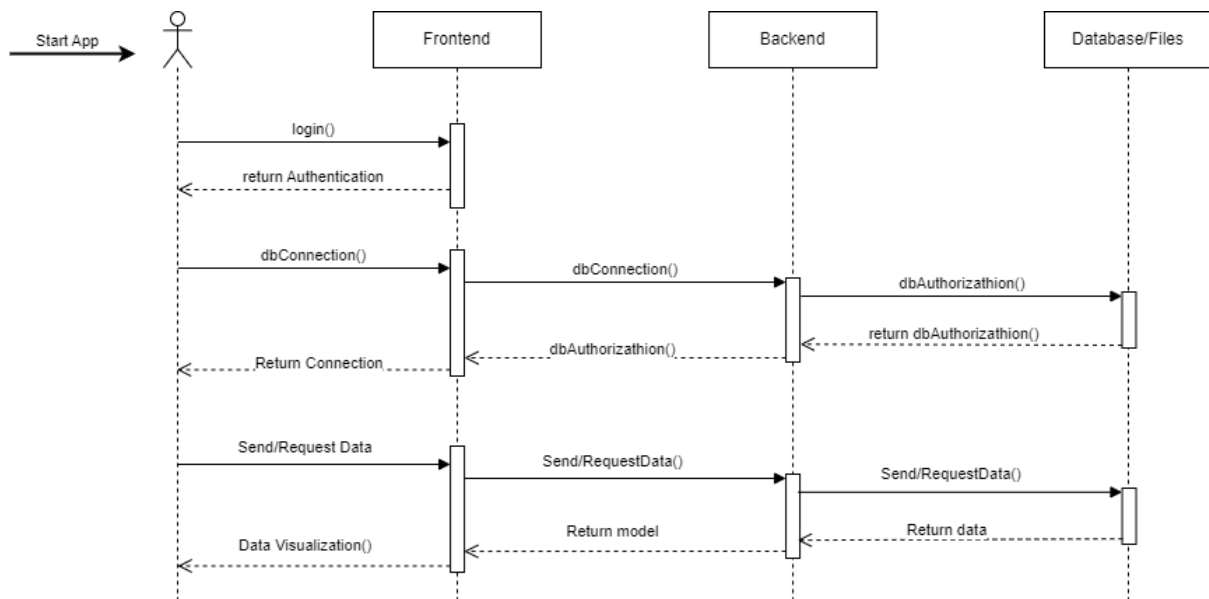 Start App
Frontend
Backend
Database/Files
login()
return Authentication
dbConnection()
dbConnection()
dbAuthorizathion()
return dbAuthorizathion()
dbAuthorizathion()
Return Connection
Send/Request Data
Send/RequestData()
Send/RequestData()
Return data
Return model
Data Visualization()